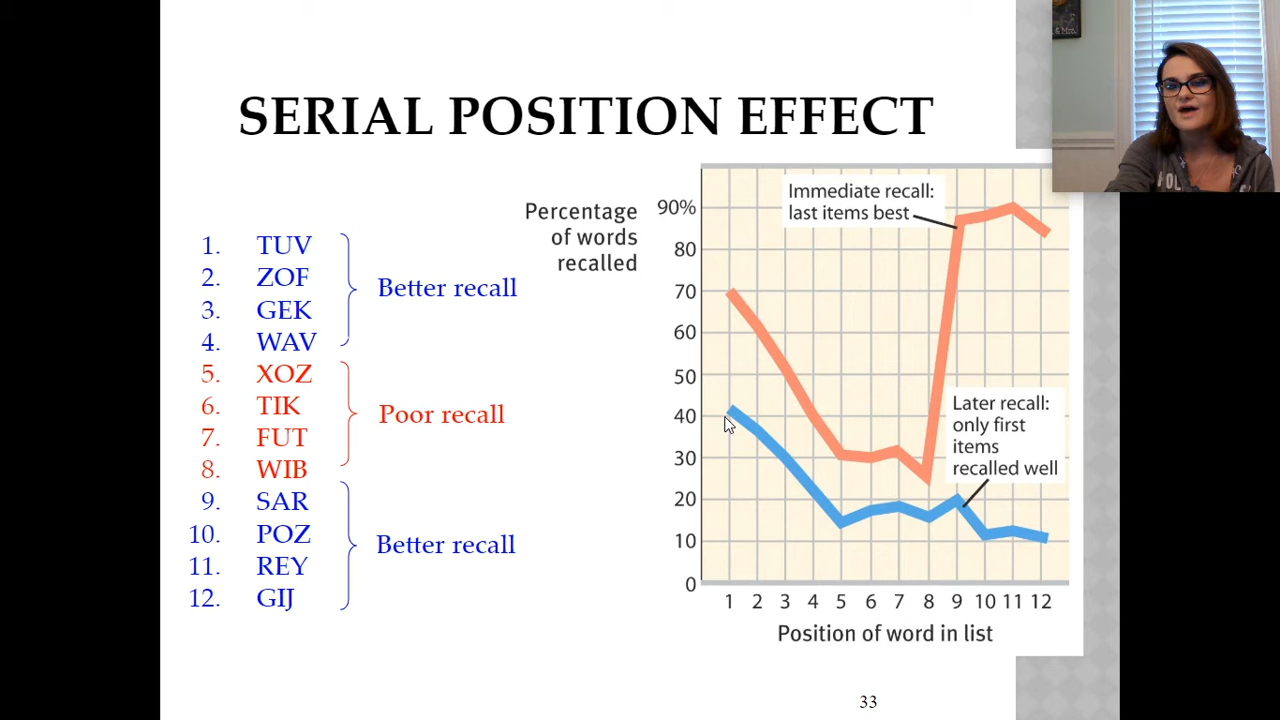 SERIAL POSITION EFFECT
1. TUV
2. ZOF
3. GEK
4. WAV
Better recall
5. XOZ
6. TIK
7. FUT
8. WIB
Poor recall
9. SAR
10. POZ
11. REY
12. GIJ
Better recall
Percentage
of words
recalled
90%
80
70
60
50
40
30
20
10
0
Immediate recall:
last items best
Later recall:
only first
items
recalled well
1 2 3 4 5 6 7 8 9 10 11 12
Position of word in list
33